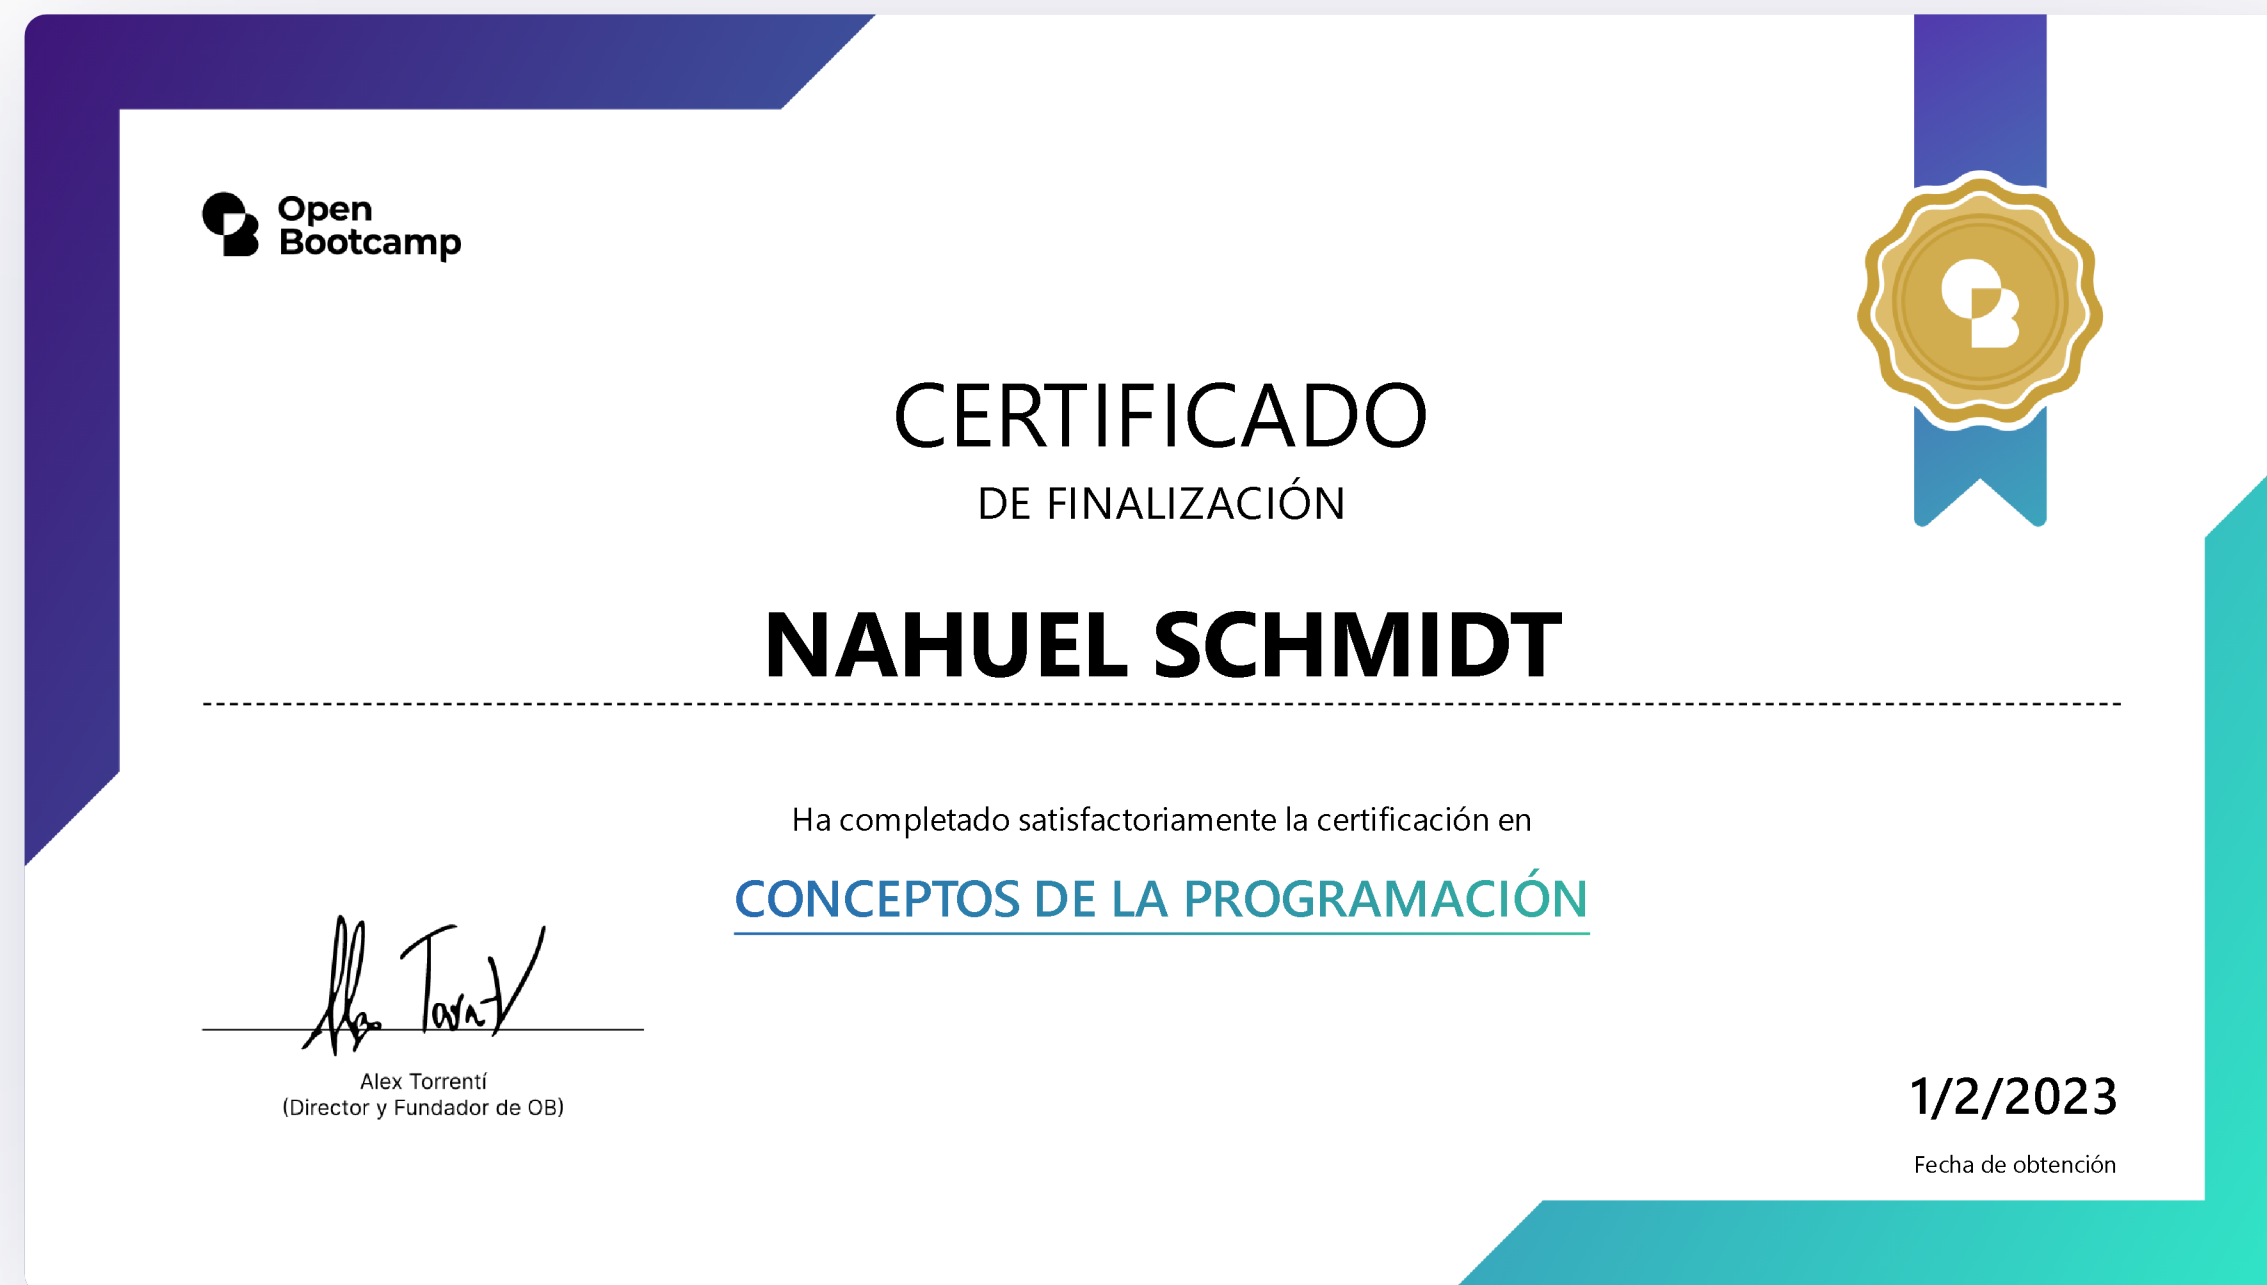 Open
Bootcamp
CERTIFICADO
DE FINALIZACIÓN
NAHUEL SCHMIDT
Ha completado satisfactoriamente la certificación en
CONCEPTOS DE LA PROGRAMACIÓN
Alex Torrentí
(Director y Fundador de OB)
1/2/2023
Fecha de obtención